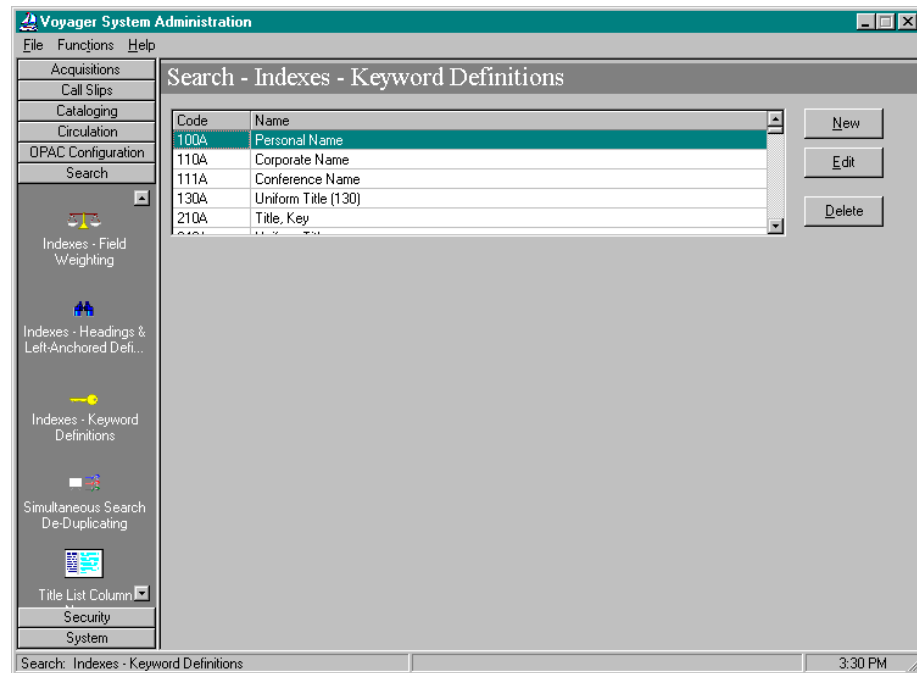 Voyager System Administration
File Functions Help
Acquisitions
Call Slips
Cataloging
Circulation
OPAC Configuration
Search
Indexes - Field
Weighting
Indexes - Headings &
Left-Anchored Defi...
Indexes - Keyword
Definitions
Simultaneous Search
De-Duplicating
Title List Column
Security
System
Search - Indexes - Keyword Definitions
Code Name
100A Personal Name
110A Corporate Name
111A Conference Name
130A Uniform Title (130)
210A Title, Key
New
Edit
Delete
Search: Indexes - Keyword Definitions
3:30 PM